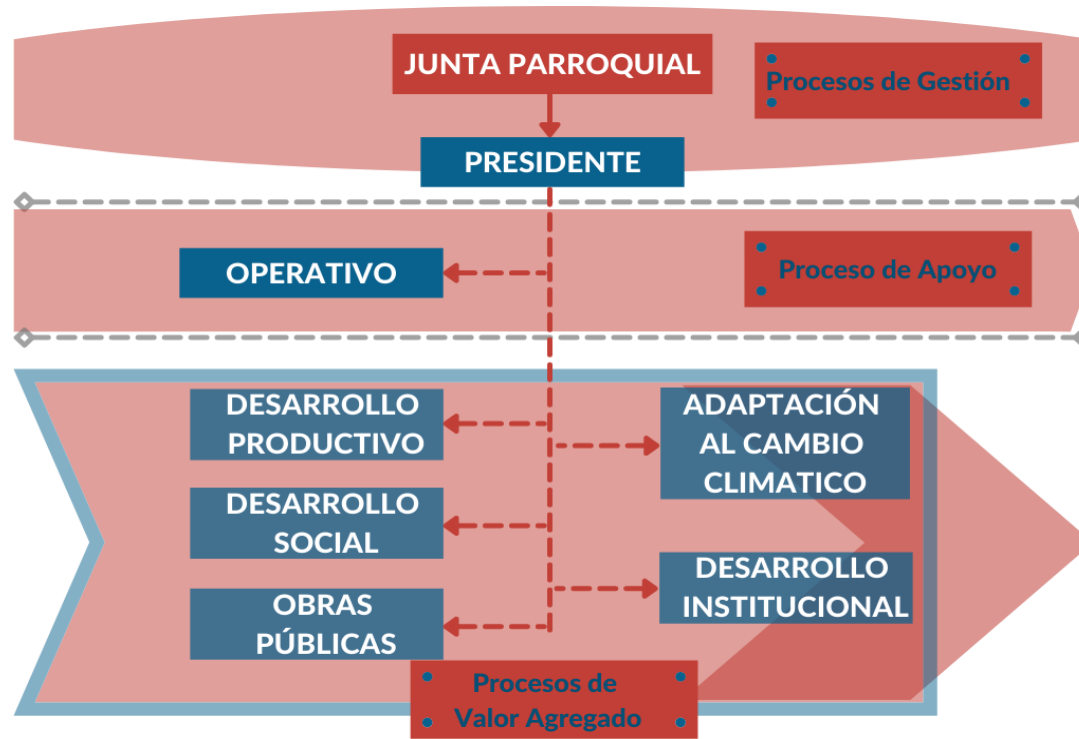 JUNTA PARROQUIAL
Procesos de Gestión
PRESIDENTE
OPERATIVO
Proceso de Apoyo
DESARROLLO
PRODUCTIVO
ADAPTACIÓN
AL CAMBIO
CLIMATICO
DESARROLLO
SOCIAL
DESARROLLO
INSTITUCIONAL
OBRAS
PÚBLICAS
Procesos de
Valor Agregado